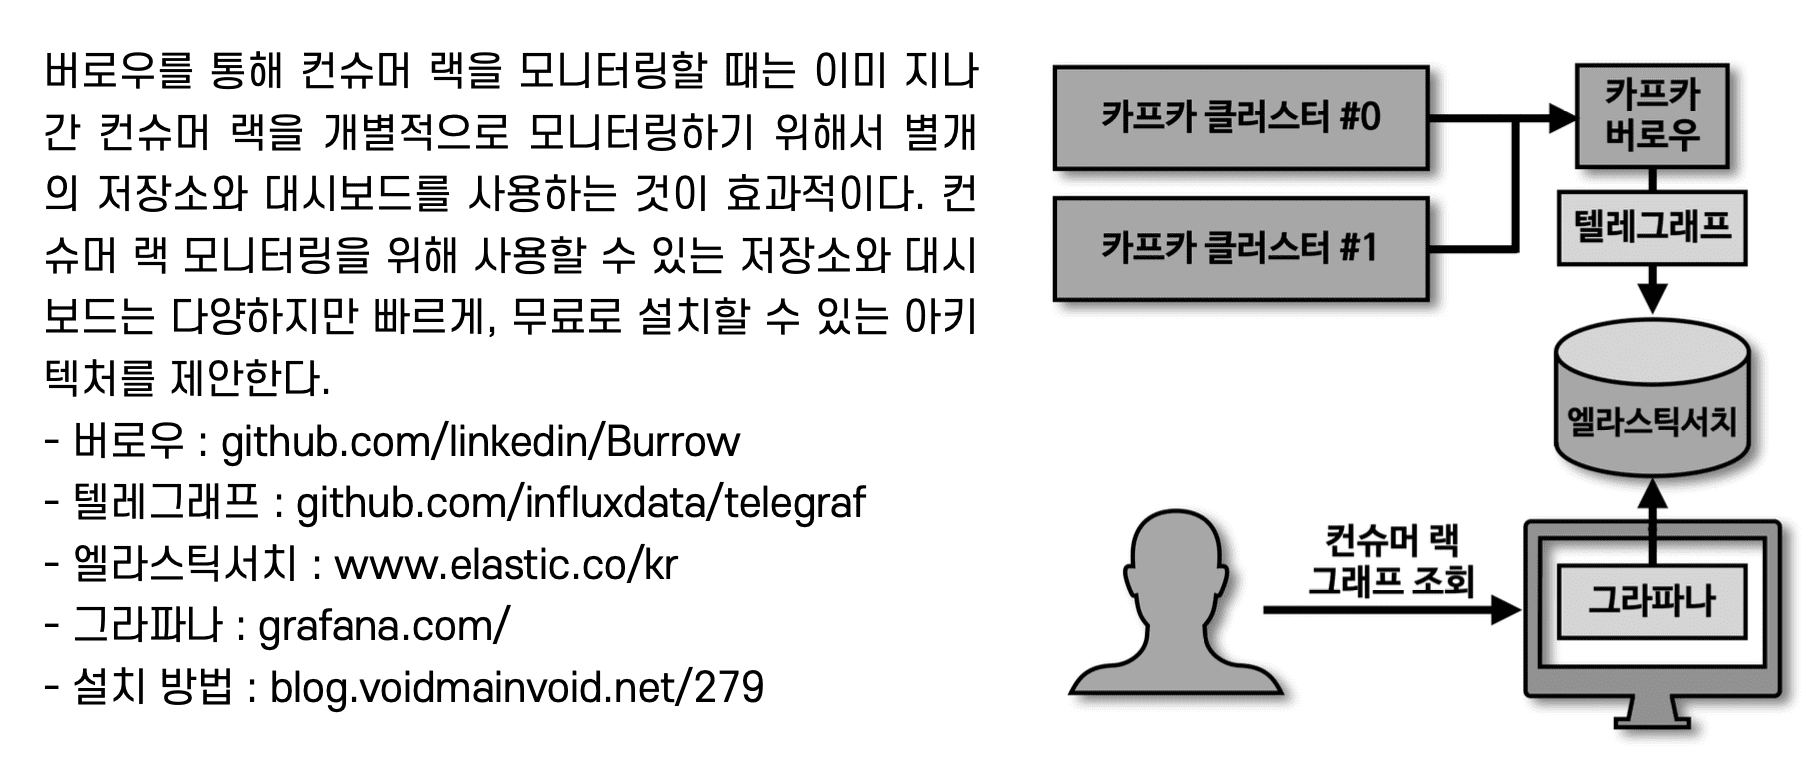 버로우를 통해 컨슈머 랙을 모니터링할 때는 이미 지나
간 컨슈머 랙을 개별적으로 모니터링하기 위해서 별개
의 저장소와 대시보드를 사용하는 것이 효과적이다. 컨
슈머 랙 모니터링을 위해 사용할 수 있는 저장소와 대시
보드는 다양하지만 빠르게, 무료로 설치할 수 있는 아키
텍처를 제안한다.
- 버로우 : github.com/linkedin/Burrow
- 텔레그래프 : github.com/influxdata/telegraf
- 엘라스틱서치 : www.elastic.co/kr
- 그라파나 : grafana.com/
- 설치 방법 : blog.voidmainvoid.net/279
카프카 클러스터 #0
카프카 클러스터 #1
카프카
버로우
텔레그래프
엘라스틱서치
컨슈머 랙
그래프 조회
그라파나